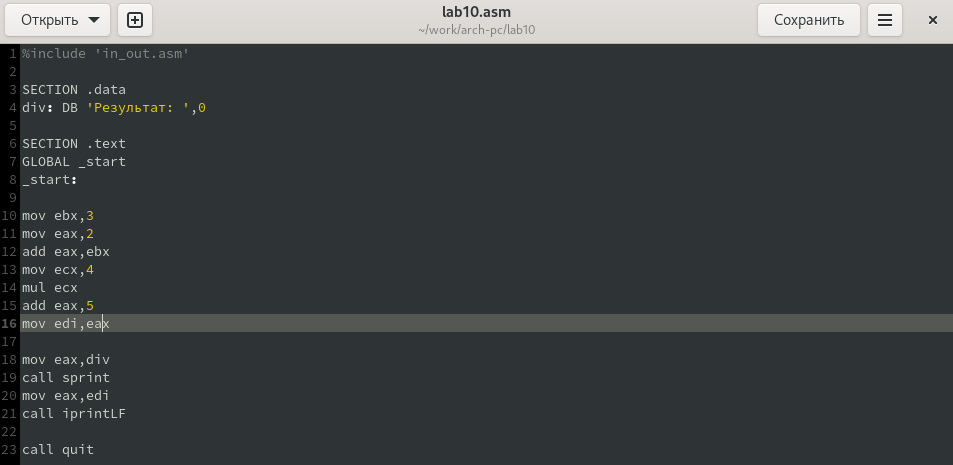 Открыть
lab10.asm
~/work/arch-pc/lab10
Сохранить
1 %include 'in_out.asm'
2
3 SECTION .data
4 div: DB 'Результат: ',0
5
6 SECTION .text
7 GLOBAL _start
8 _start:
9
10 mov ebx,3
11 mov eax,2
12 add eax,ebx
13 mov ecx,4
14 mul ecx
15 add eax,5
16 mov edi,eax
17
18 mov eax,div
19 call sprint
20 mov eax,edi
21 call iprintLF
22
23 call quit